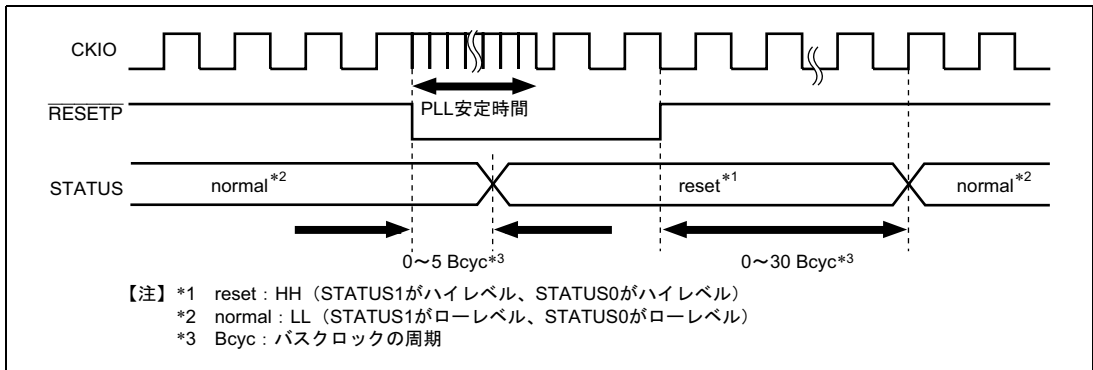 CKIO
PLL安定時間
RESETP
STATUS
normal*2
reset*1
normal*2
0〜5 Bcyc*3
0〜30 Bcyc*3
【注】 *1 reset：HH（STATUS1がハイレベル、STATUS0がハイレベル）
*2 normal：LL（STATUS1がローレベル、STATUS0がローレベル）
*3 Bcyc：バスクロックの周期